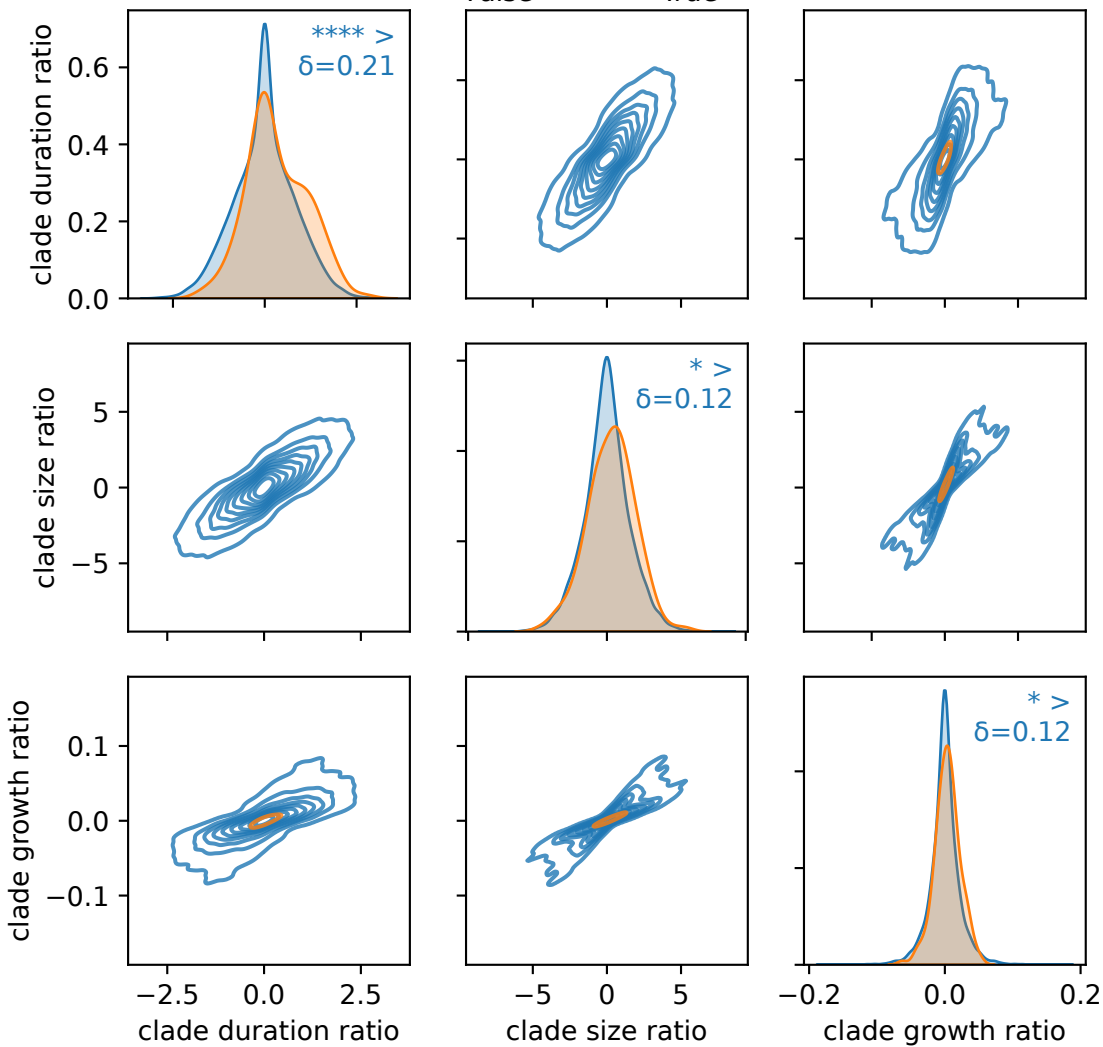 clade duration ratio
0.6
0.4
0.2
0.0
**** >
δ=0.21
clade size ratio
5
0
−5
* >
δ=0.12
clade growth ratio
0.1
0.0
−0.1
* >
δ=0.12
−2.5 0.0 2.5
−5 0 5
−0.2 0.0 0.2
clade duration ratio
clade size ratio
clade growth ratio